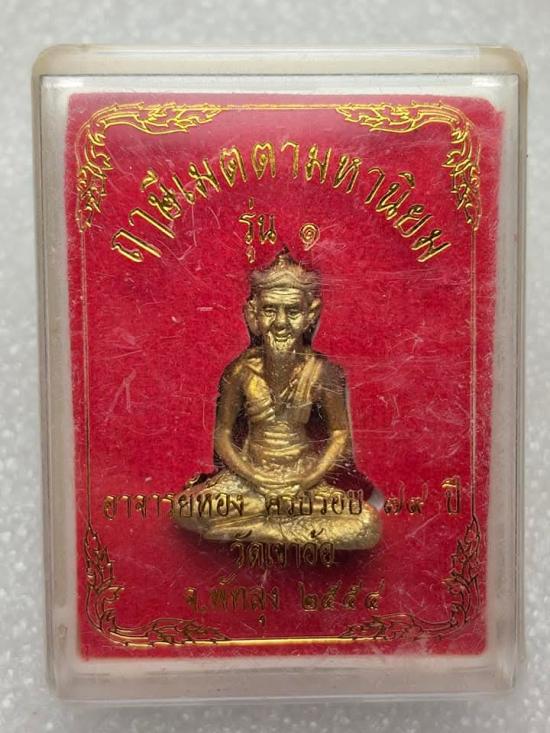 ฤาษีเมตตามหานิยม
รุ่น ๑
อาจารย์ทอง ครบรอบ ๗๙ ปี
วัดเขาอ้อ
จ.พัทลุง ๒๕๕๔